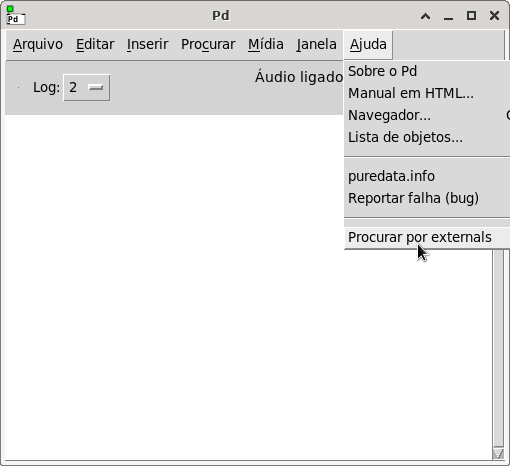 Pd
Pd
Arquivo Editar Inserir Procurar Mídia Janela Ajuda
Log: 2
Áudio ligado
Sobre o Pd
Manual em HTML...
Navegador...
Lista de objetos...
puredata.info
Reportar falha (bug)
Procurar por externals